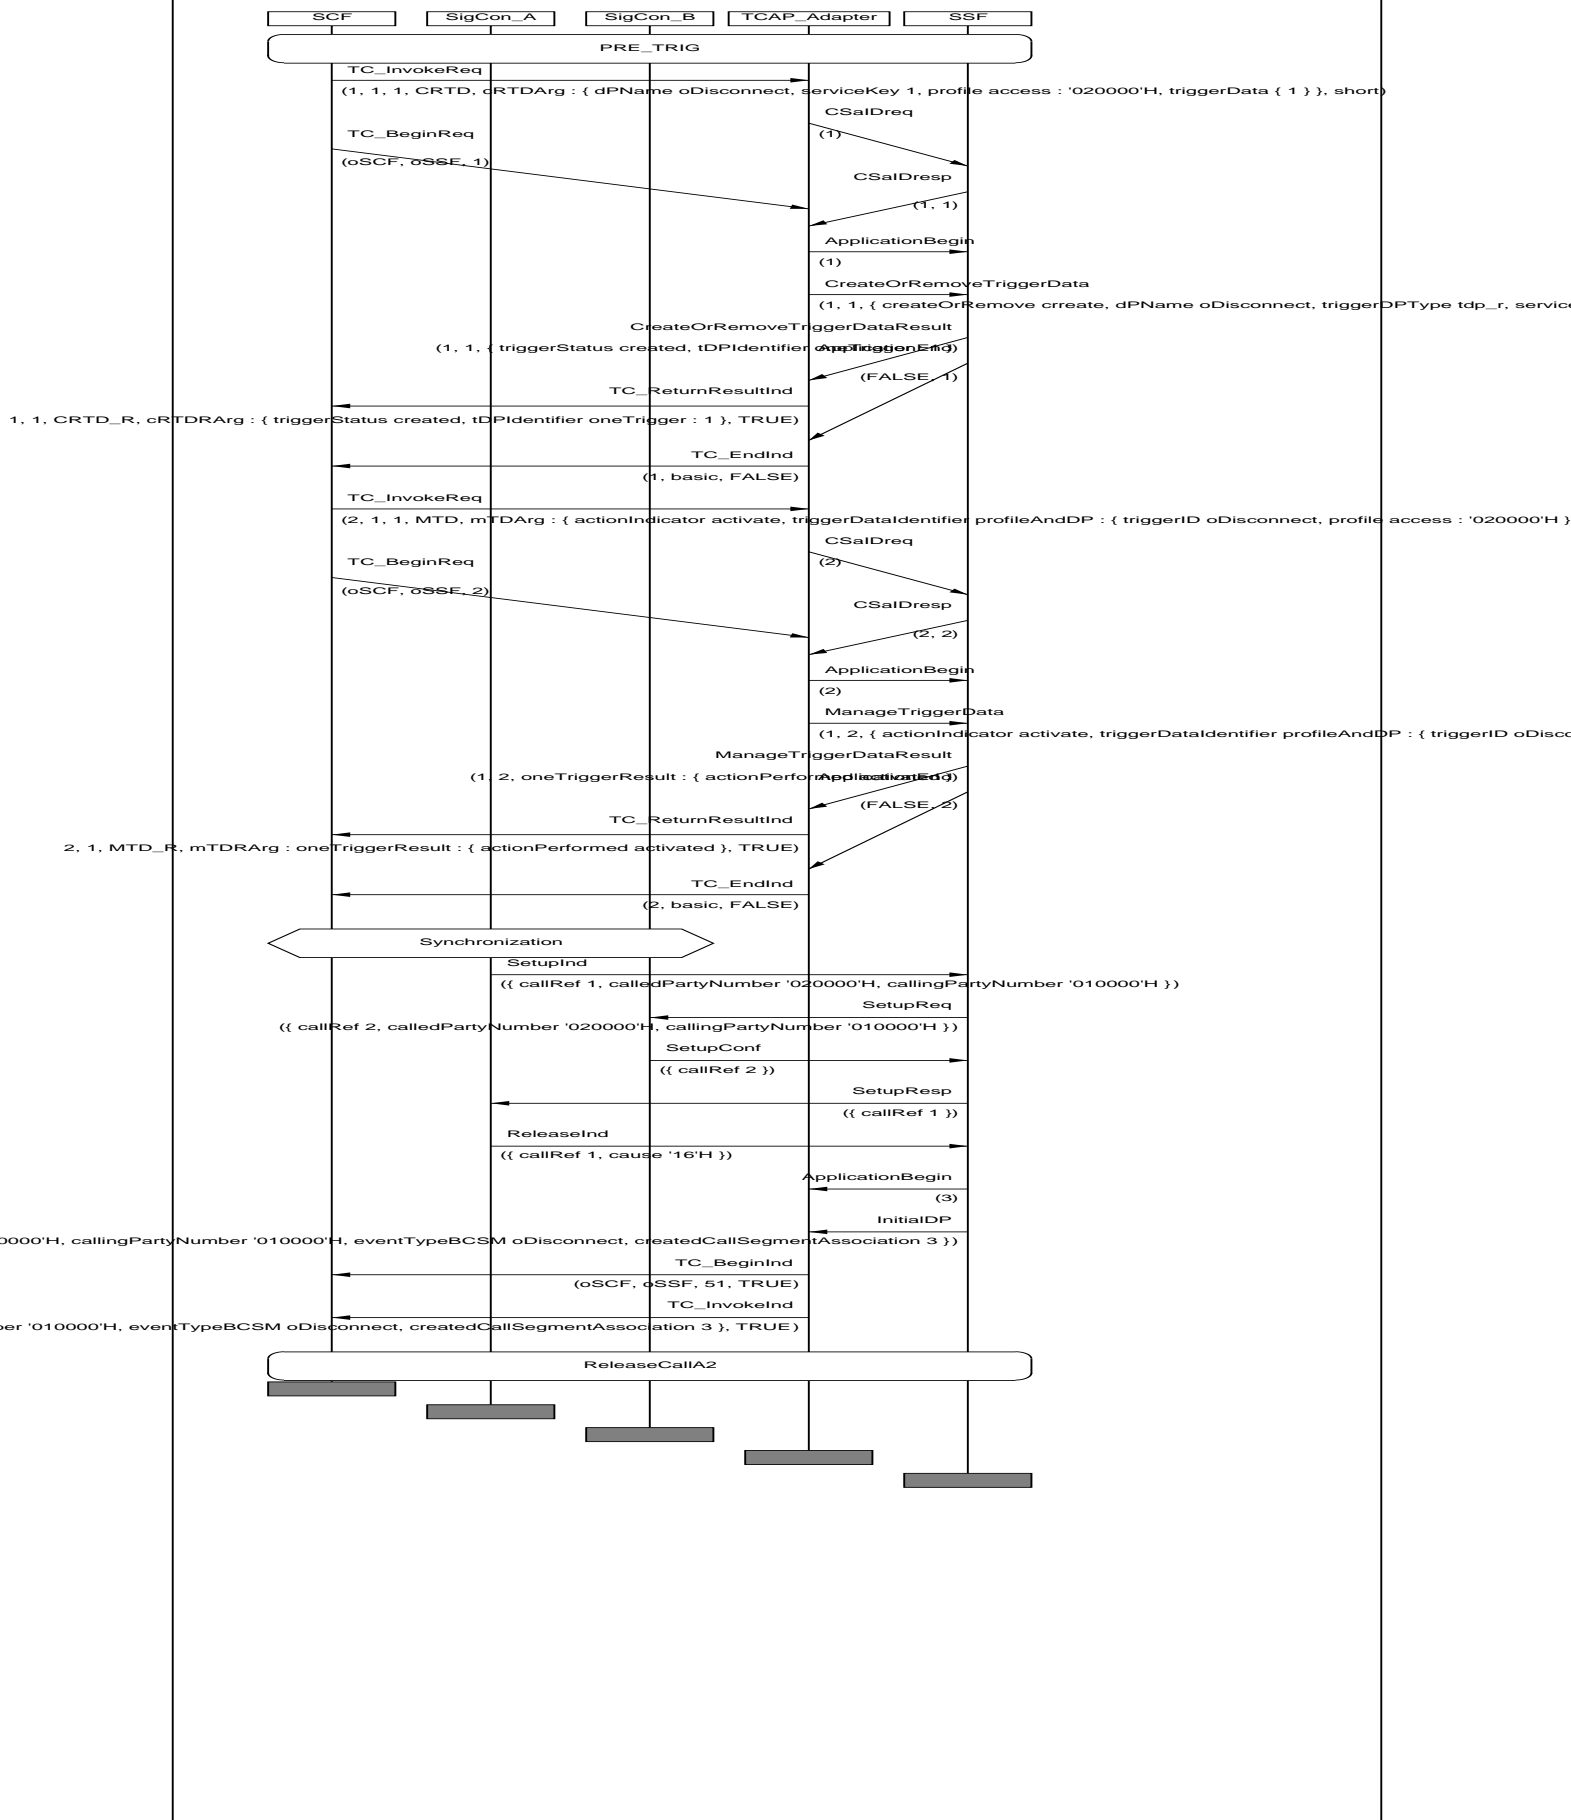 SCF SigCon_A SigCon_B TCAP_Adapter SSF
PRE_TRIG
TC_InvokeReq
(1, 1, 1, CRTD, cRTDArg : { dPName oDisconnect, serviceKey 1, profile access : '020000'H, triggerData { 1 } }, short)
CSaIDreq
TC_BeginReq
(1)
(oSCF, oSSF, 1)
CSaIDresp
(1, 1)
ApplicationBegin
(1)
CreateOrRemoveTriggerData
(1, 1, { createOrRemove crreate, dPName oDisconnect, triggerDPType tdp_r, servic
CreateOrRemoveTriggerDataResult
(1, 1, { triggerStatus created, tDPIdentifier oneTrigger : 1 })
ApplicationEnd
(FALSE, 1)
TC_ReturnResultInd
1, 1, CRTD_R, cRTDRArg : { triggerStatus created, tDPIdentifier oneTrigger : 1 }, TRUE)
TC_EndInd
(1, basic, FALSE)
TC_InvokeReq
(2, 1, 1, MTD, mTDArg : { actionIndicator activate, triggerDataIdentifier profileAndDP : { triggerID oDisconnect, profile access : '020000'H }
CSaIDreq
TC_BeginReq
(2)
(oSCF, oSSF, 2)
CSaIDresp
(2, 2)
ApplicationBegin
(2)
ManageTriggerData
(1, 2, { actionIndicator activate, triggerDataIdentifier profileAndDP : { triggerID oDisc
ManageTriggerDataResult
(1, 2, oneTriggerResult : { actionPerformed activated })
ApplicationEnd
(FALSE, 2)
TC_ReturnResultInd
2, 1, MTD_R, mTDRArg : oneTriggerResult : { actionPerformed activated }, TRUE)
TC_EndInd
(2, basic, FALSE)
Synchronization
SetupInd
({ callRef 1, calledPartyNumber '020000'H, callingPartyNumber '010000'H })
SetupReq
({ callRef 2, calledPartyNumber '020000'H, callingPartyNumber '010000'H })
SetupConf
({ callRef 2 })
SetupResp
({ callRef 1 })
ReleaseInd
({ callRef 1, cause '16'H })
ApplicationBegin
(3)
InitialDP
0000'H, callingPartyNumber '010000'H, eventTypeBCSM oDisconnect, createdCallSegmentAssociation 3 })
TC_BeginInd
(oSCF, oSSF, 51, TRUE)
TC_InvokeInd
er '010000'H, eventTypeBCSM oDisconnect, createdCallSegmentAssociation 3 }, TRUE)
ReleaseCallA2